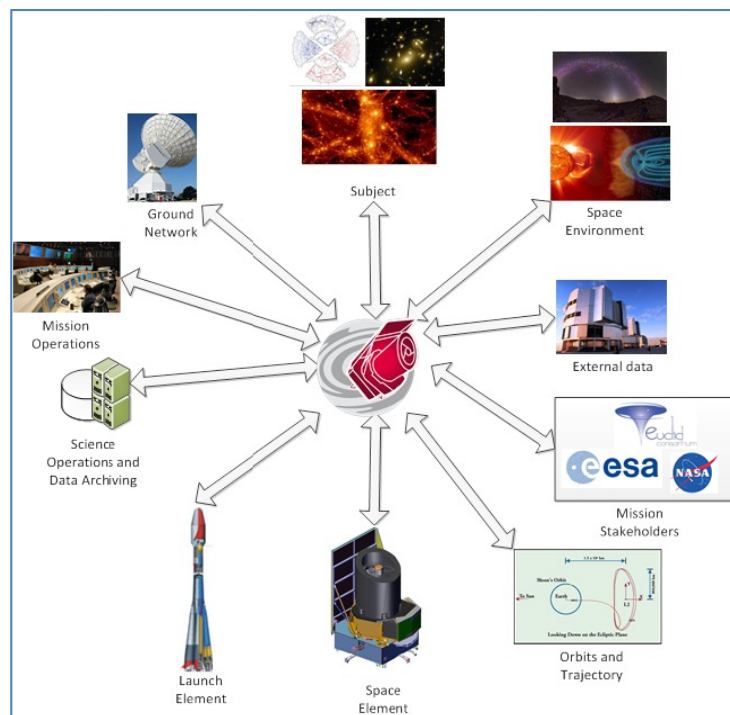 Subject
Ground
Network
Space
Environment
Mission
Operations
External data
Science
Operations and
Data Archiving
euclid
consortium
esa
NASA
Mission
Stakeholders
Launch
Element
Space
Element
Moon's Orbit
To Sun
Earth
L2
Looking Down on the Ecliptic Plane
Orbits and
Trajectory